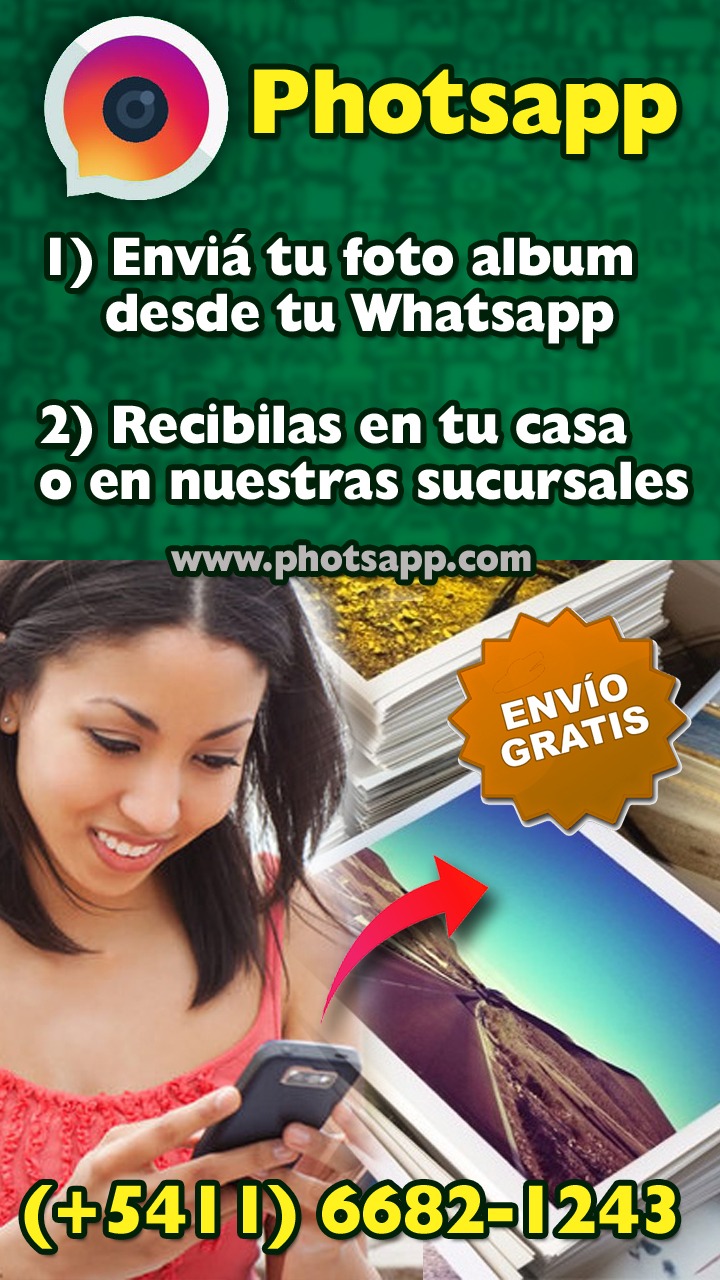 Photsapp
1) Enviá tu foto album
desde tu Whatsapp
2) Recibilas en tu casa
o en nuestras sucursales
www.photsapp.com
ENVÍO
GRATIS
(+5411) 6682-1243